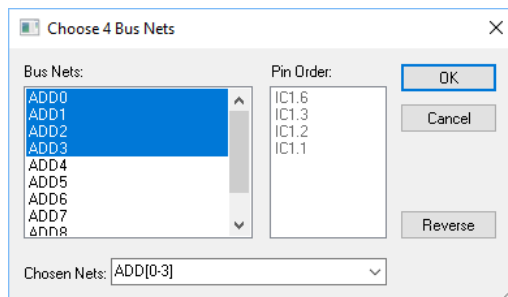 Choose 4 Bus Nets
Bus Nets:
Pin Order:
ADD0
ADD1
ADD2
ADD3
ADD4
ADD5
ADD6
ADD7
ADD8
IC1.6
IC1.3
IC1.2
IC1.1
OK
Cancel
Reverse
Chosen Nets: ADD[0-3]